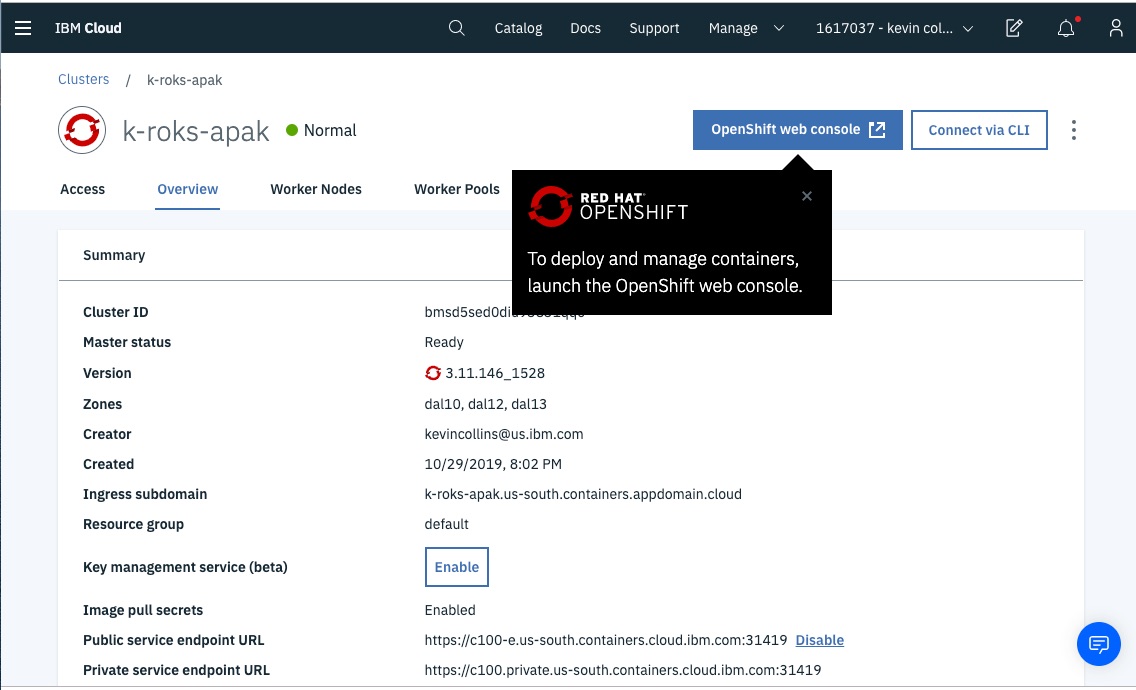 IBM Cloud Catalog Docs Support Manage 1617037 - kevin col...
Clusters / k-roks-apak
k-roks-apak Normal OpenShift web console Connect via CLI
Access Overview Worker Nodes Worker Pools
RED HAT
OPENSHIFT
To deploy and manage containers,
launch the OpenShift web console.
Summary
Cluster ID
Master status Ready
Version 3.11.146_1528
Zones dal10, dal12, dal13
Creator kevincollins@us.ibm.com
Created 10/29/2019, 8:02 PM
Ingress subdomain k-roks-apak.us-south.containers.appdomain.cloud
Resource group default
Key management service (beta) Enable
Image pull secrets Enabled
Public service endpoint URL https://c100-e.us-south.containers.cloud.ibm.com:31419 Disable
Private service endpoint URL https://c100.private.us-south.containers.cloud.ibm.com:31419